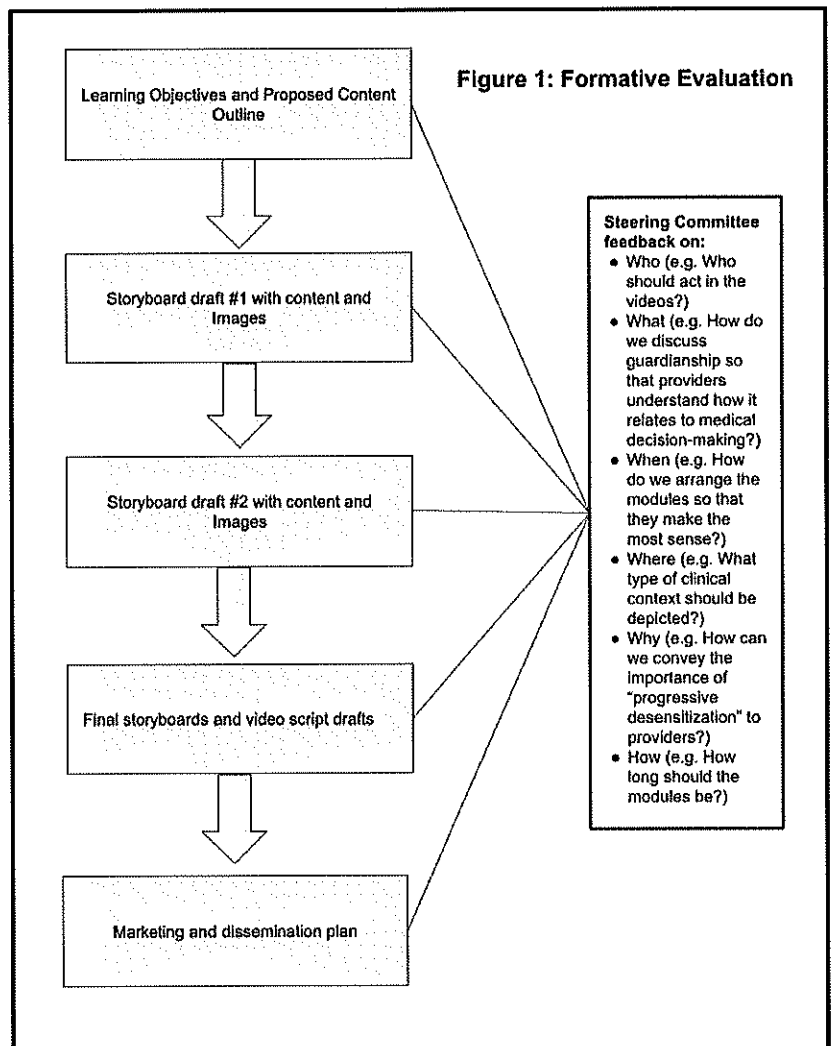 Figure 1: Formative Evaluation
Learning Objectives and Proposed Content
Outline
Storyboard draft #1 with content and
Images
Storyboard draft #2 with content and
Images
Final storyboards and video script drafts
Marketing and dissemination plan
Steering Committee
feedback on:
• Who (e.g. Who
should act in the
videos?)
• What (e.g. How do
we discuss
guardianship so
that providers
understand how it
relates to medical
decision-making?)
• When (e.g. How
do we arrange the
modules so that
they make the
most sense?)
• Where (e.g. What
type of clinical
context should be
depicted?)
• Why (e.g. How can
we convey the
importance of
"progressive
desensitization" to
providers?)
• How (e.g. How
long should the
modules be?)